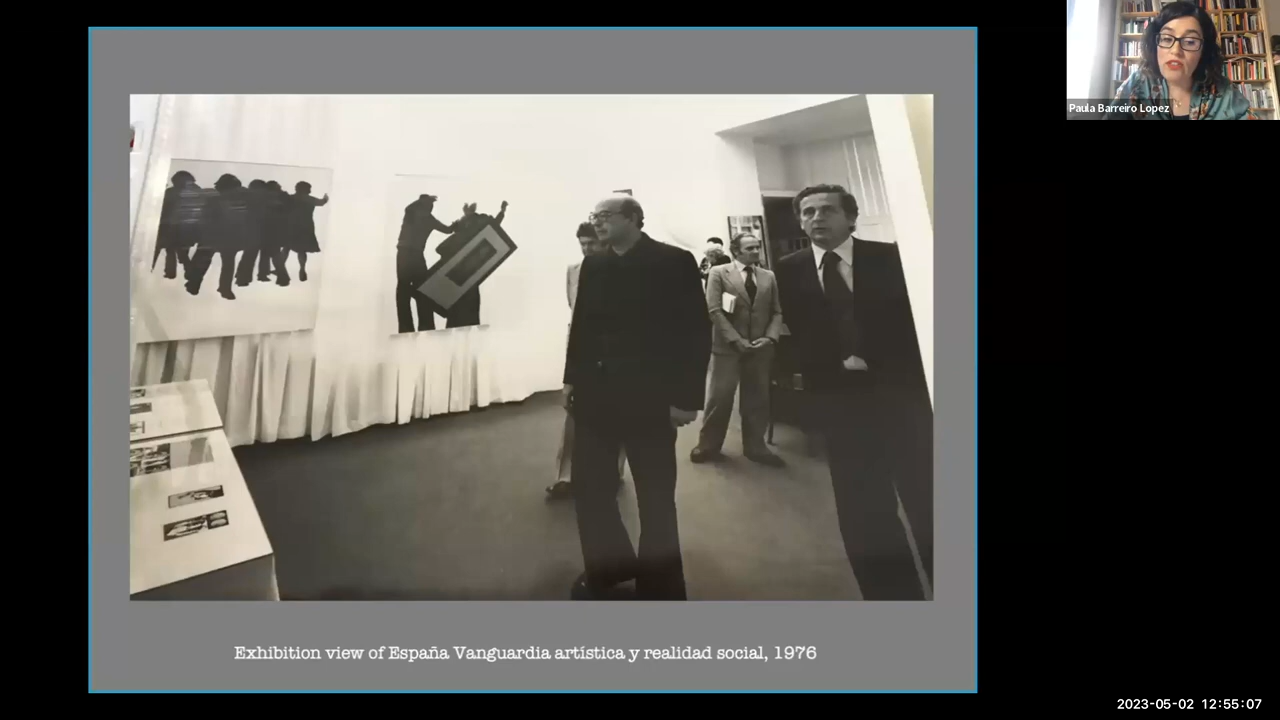 Paula Barreiro Lopez
Exhibition view of España Vanguardia artística y realidad social, 1976
2023-05-02 12:55:07